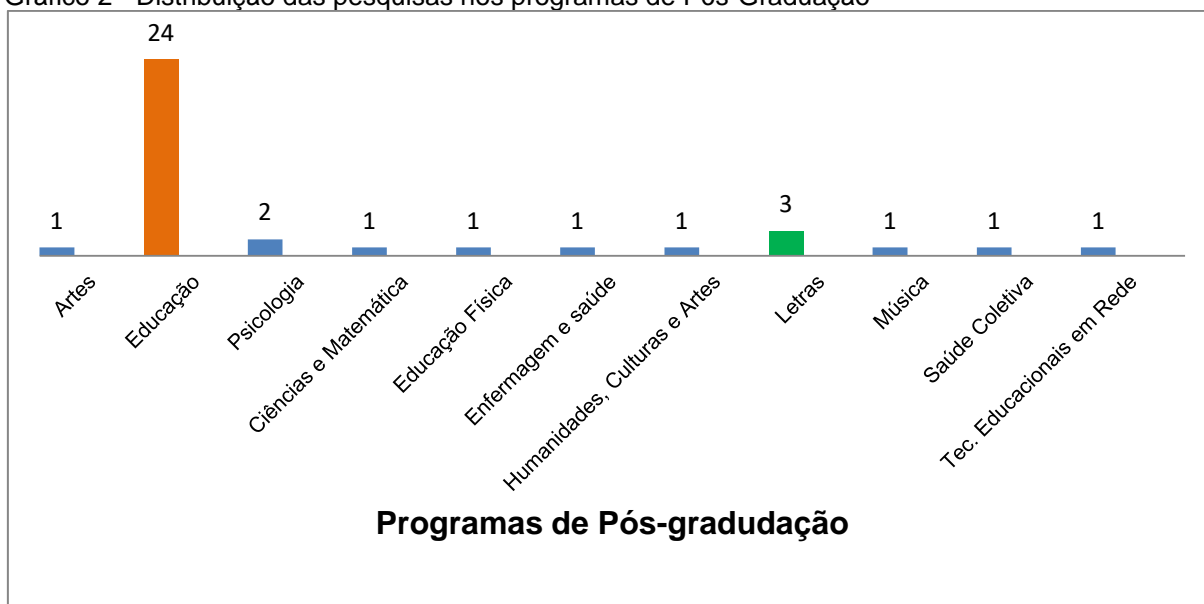 Gráfico 2 - Distribuição das pesquisas nos programas de Pós-Graduação
24
1
2
1
1
1
1
3
1
1
1
Artes
Educação
Psicologia
Ciências e Matemática
Educação Física
Enfermagem e saúde
Humanidades, Culturas e Artes
Letras
Música
Saúde Coletiva
Tec. Educacionais em Rede
Programas de Pós-gradudação